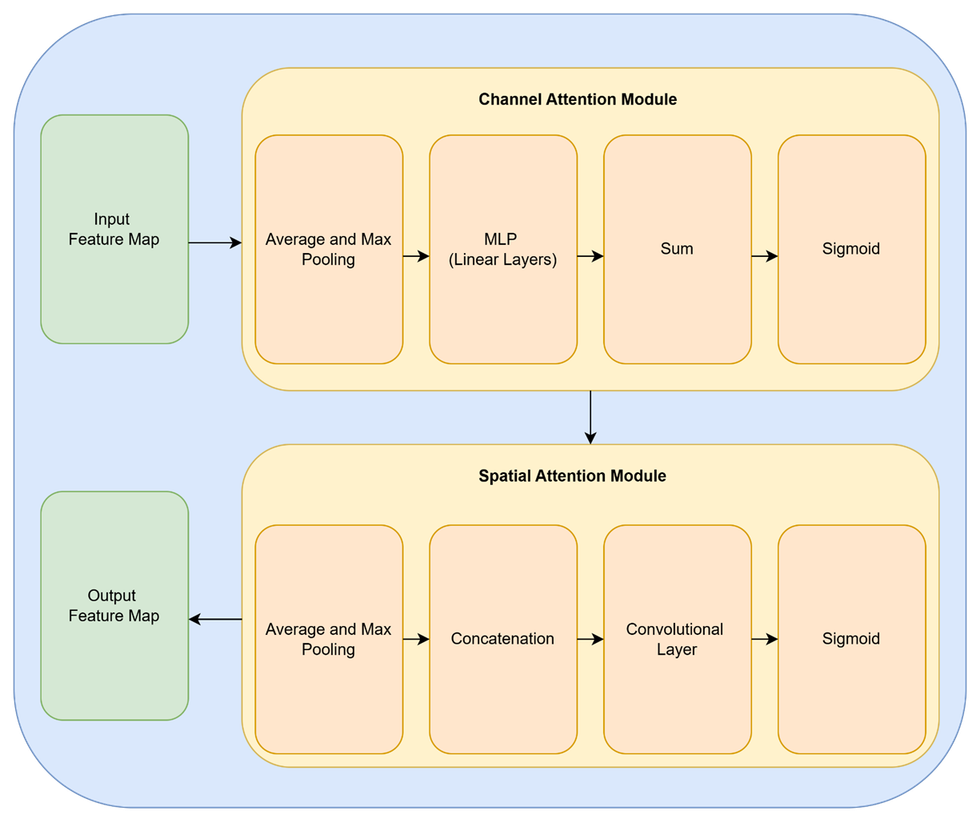 Channel Attention Module
Input
Feature Map
Average and Max
Pooling
MLP
(Linear Layers)
Sum
Sigmoid
Spatial Attention Module
Output
Feature Map
Average and Max
Pooling
Concatenation
Convolutional
Layer
Sigmoid